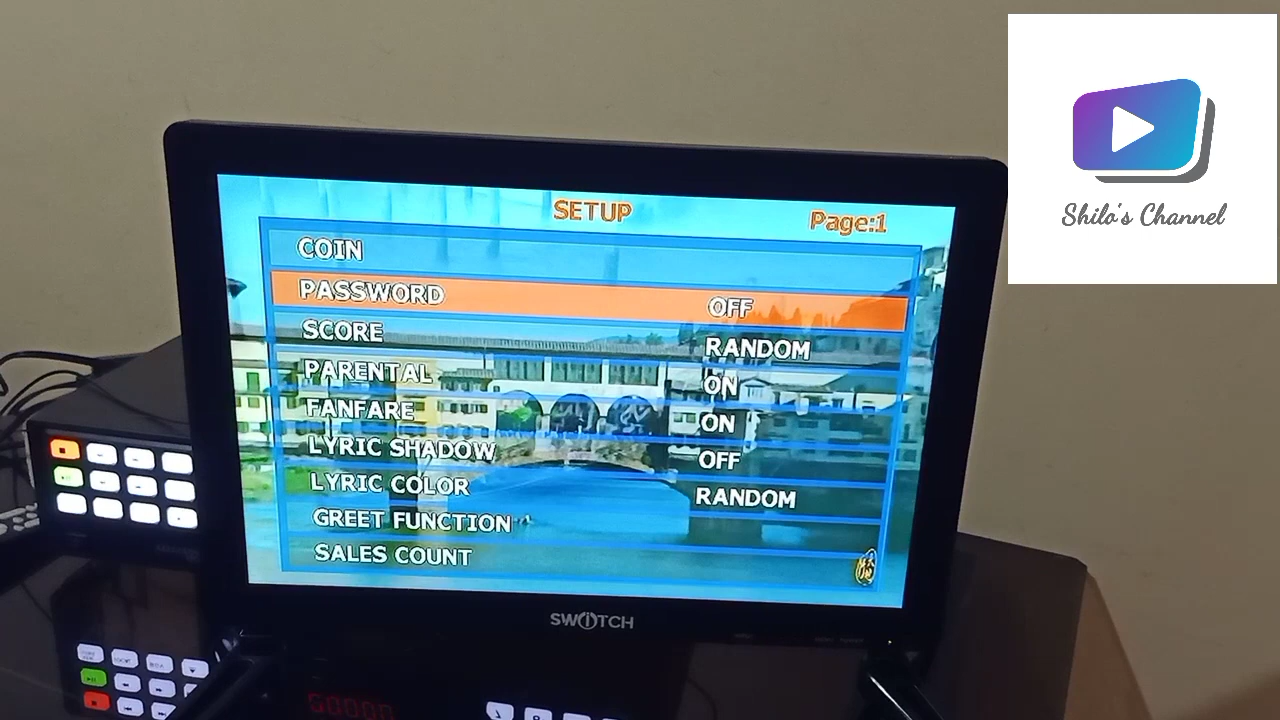 SETUP
Page:1
COIN
PASSWORD OFF
SCORE RANDOM
PARENTAL ON
FANFARE ON
LYRIC SHADOW OFF
LYRIC COLOR RANDOM
GREET FUNCTION
SALES COUNT
SWITCH
Shilo's Channel